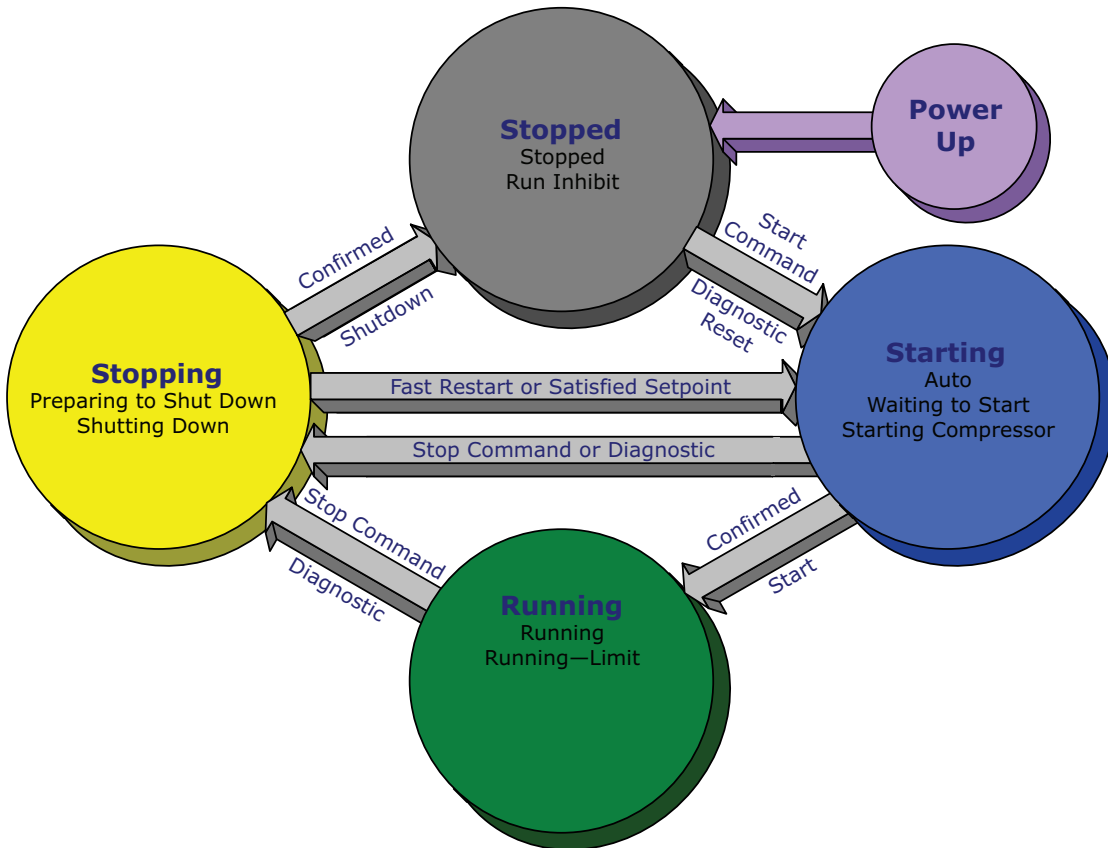 Power
Up
Stopped
Stopped
Run Inhibit
Start
Command
Diagnostic
Reset
Confirmed
Shutdown
Stopping
Preparing to Shut Down
Shutting Down
Fast Restart or Satisfied Setpoint
Stop Command or Diagnostic
Starting
Auto
Waiting to Start
Starting Compressor
Stop Command
Diagnostic
Confirmed
Start
Running
Running
Running—Limit